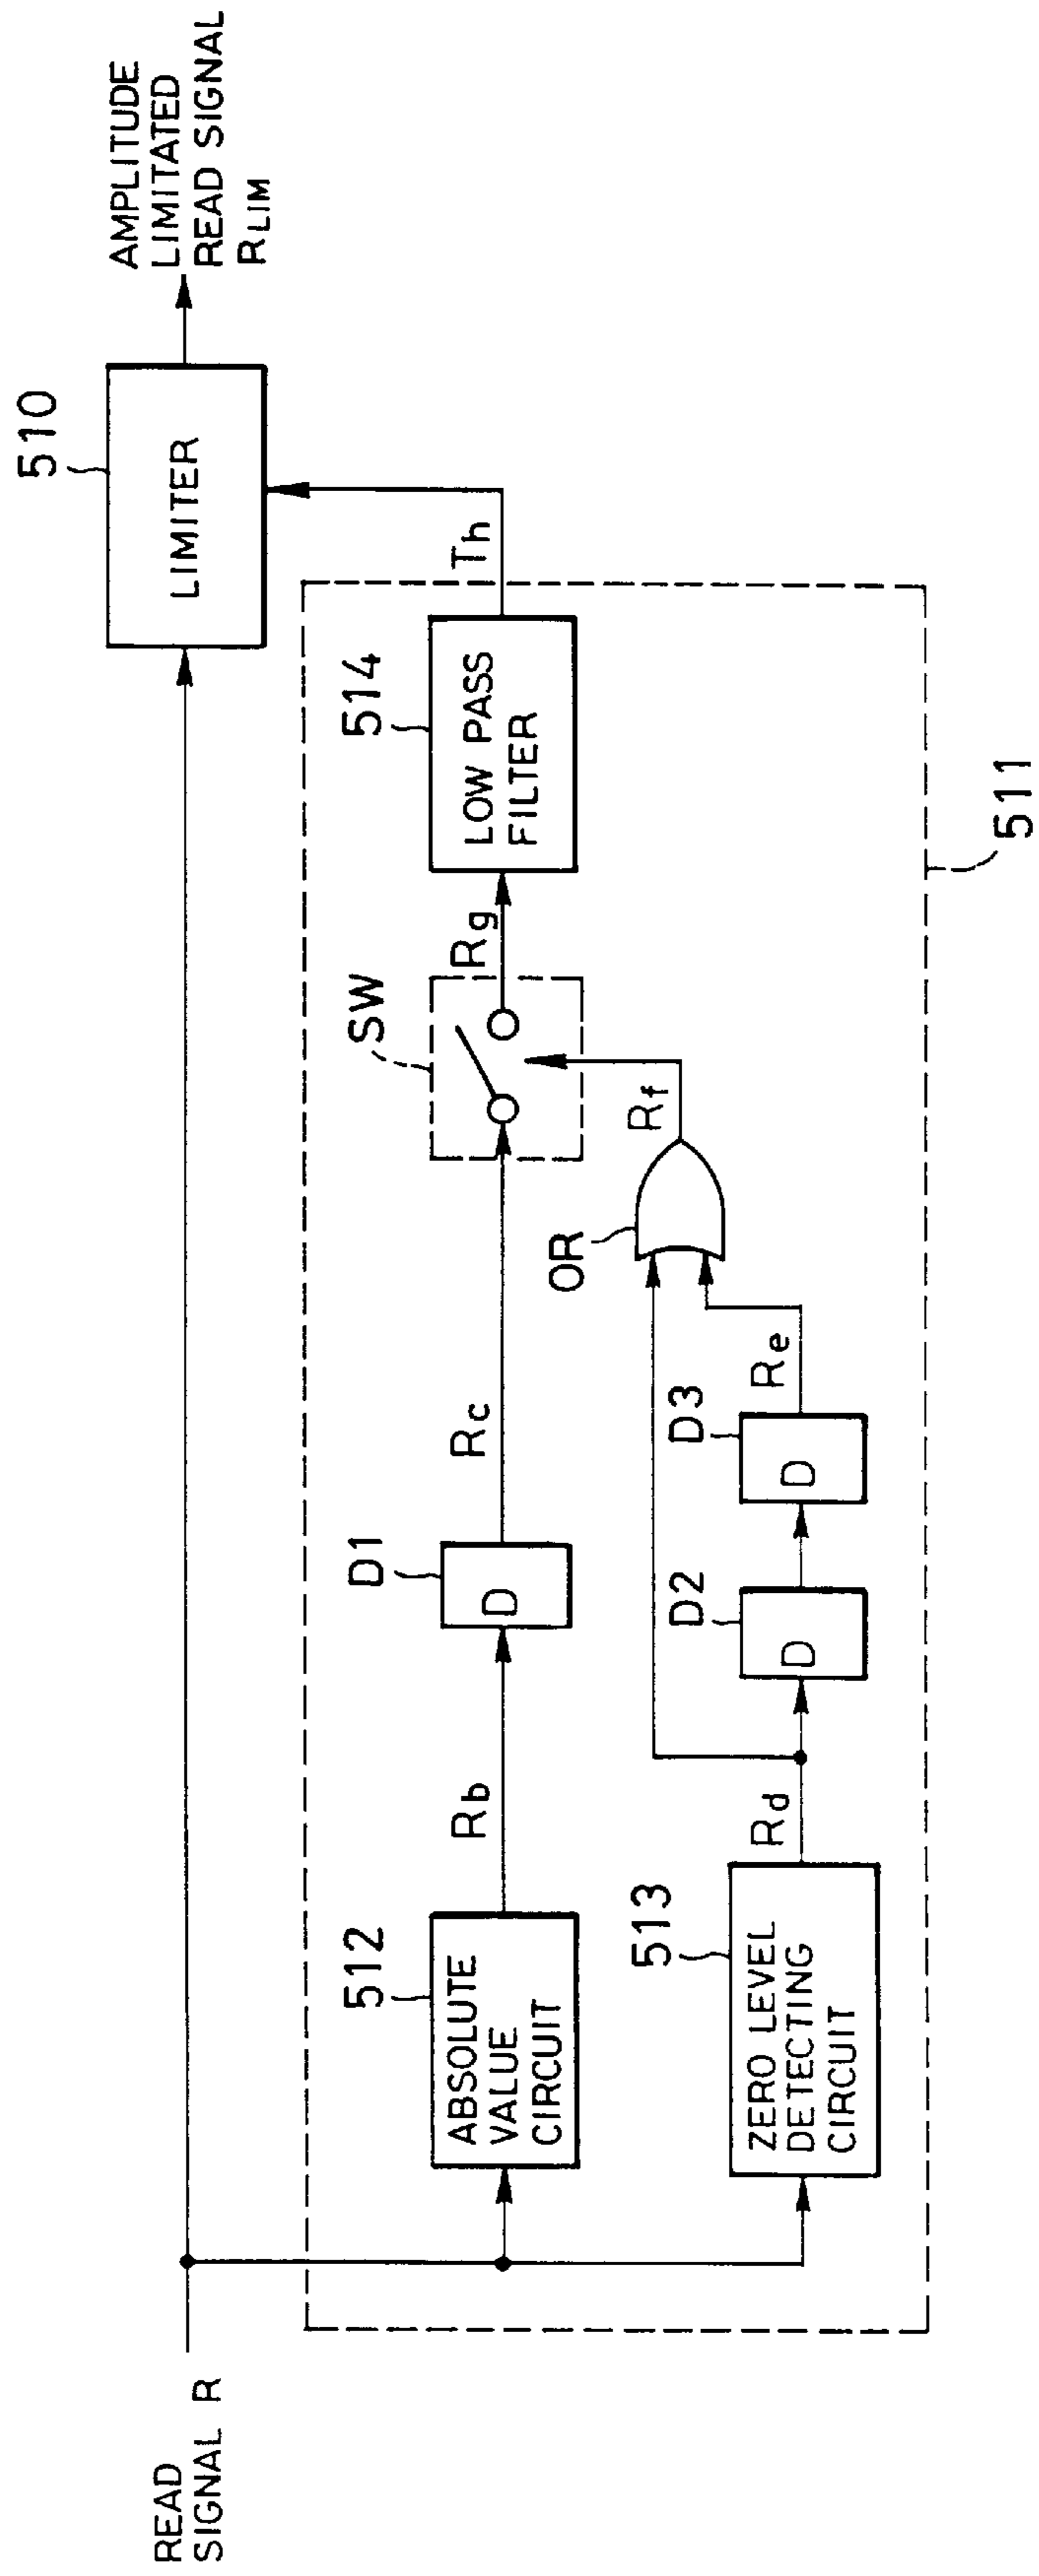 READ
SIGNAL R
510
LIMITER
AMPLITUDE
LIMITATED
READ SIGNAL
RLIM
512
ABSOLUTE
VALUE
CIRCUIT
Rb
D1
D
Rc
SW
Rg
514
LOW PASS
FILTER
Th
513
ZERO LEVEL
DETECTING
CIRCUIT
Rd
D2
D
D3
D
Re
OR
Rf
511